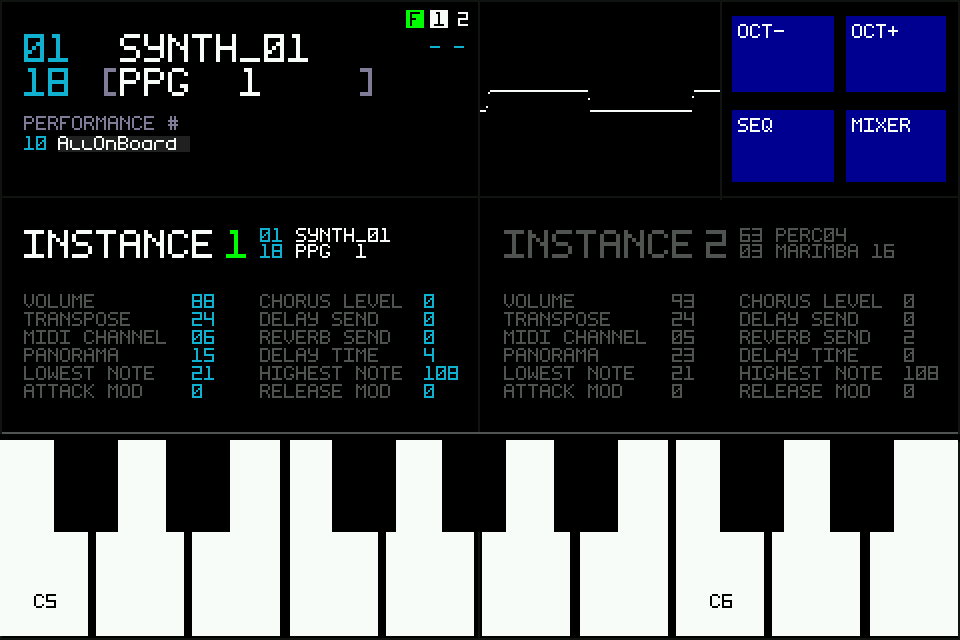 F 1 2
01 SYNTH_01 - -
18 [PPG 1 ]
PERFORMANCE #
10 AllOnBoard
OCT- OCT+
SEQ MIXER
INSTANCE 1 01 SYNTH_01
18 PPG 1
VOLUME 88 CHORUS LEVEL 0
TRANSPOSE 24 DELAY SEND 0
MIDI CHANNEL 06 REVERB SEND 0
PANORAMA 15 DELAY TIME 4
LOWEST NOTE 21 HIGHEST NOTE 108
ATTACK MOD 0 RELEASE MOD 0
INSTANCE 2 63 PERC04
03 MARIMBA 16
VOLUME 93 CHORUS LEVEL 0
TRANSPOSE 24 DELAY SEND 0
MIDI CHANNEL 05 REVERB SEND 2
PANORAMA 23 DELAY TIME 0
LOWEST NOTE 21 HIGHEST NOTE 108
ATTACK MOD 0 RELEASE MOD 0
C5 C6